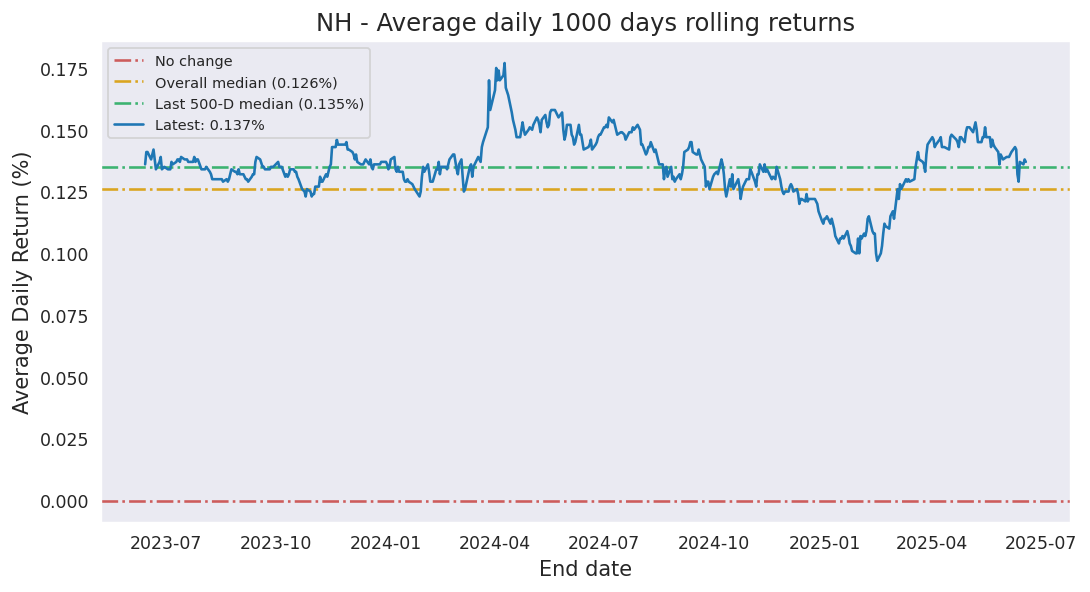 NH - Average daily 1000 days rolling returns
No change
Overall median (0.126%)
Last 500-D median (0.135%)
Latest: 0.137%
Average Daily Return (%)
0.175
0.150
0.125
0.100
0.075
0.050
0.025
0.000
2023-07 2023-10 2024-01 2024-04 2024-07 2024-10 2025-01 2025-04 2025-07
End date